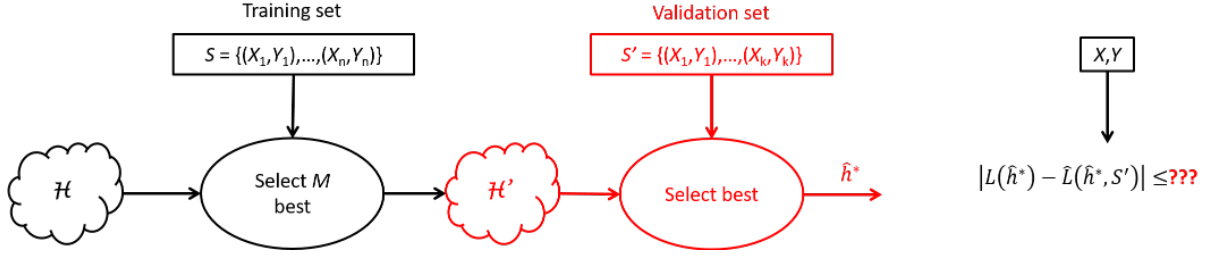 Training set
S = {(X₁,Y₁),...,(Xₙ,Yₙ)}
Validation set
S' = {(X₁,Y₁),...,(Xₖ,Yₖ)}
X,Y
ℋ
Select M
best
ℋ'
Select best
ĥ*
|L(ĥ*) − L̂(ĥ*, S')| ≤???